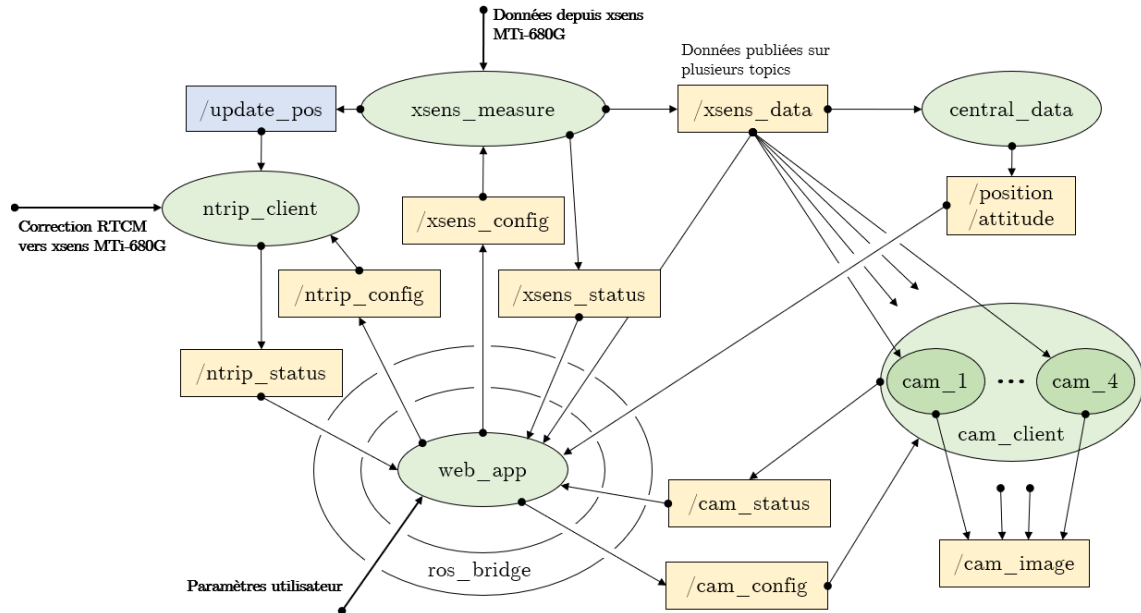 Données depuis xsens
MTi-680G
Données publiées sur
plusieurs topics
/update_pos
xsens_measure
/xsens_data
central_data
ntrip_client
/position
/attitude
Correction RTCM
vers xsens MTi-680G
/xsens_config
/ntrip_config
/xsens_status
/ntrip_status
cam_1
cam_4
cam_client
web_app
/cam_status
ros_bridge
/cam_config
/cam_image
Paramètres utilisateur